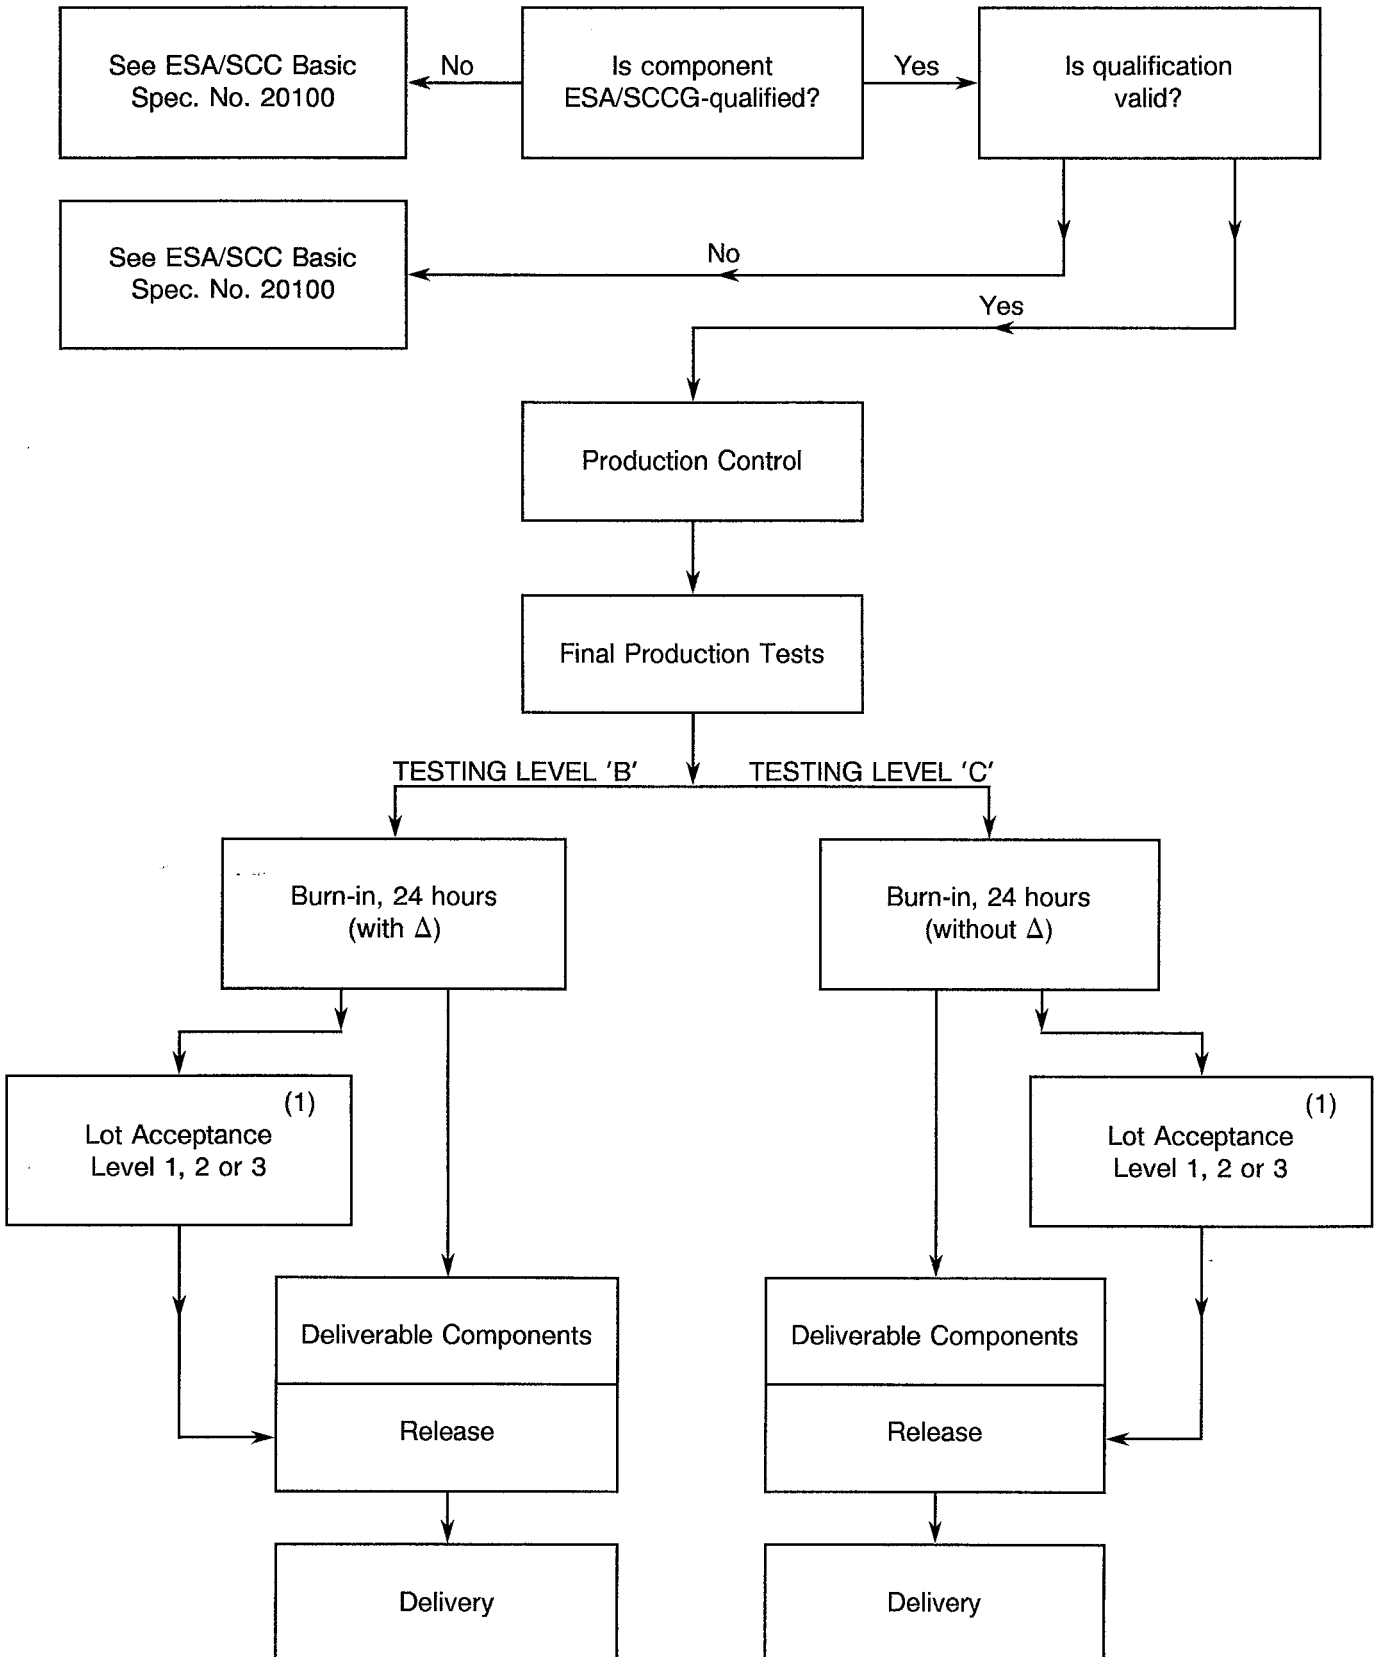 See ESA/SCC Basic
Spec. No. 20100
No
Is component
ESA/SCCG-qualified?
Yes
Is qualification
valid?
See ESA/SCC Basic
Spec. No. 20100
No
Yes
Production Control
Final Production Tests
TESTING LEVEL 'B'
TESTING LEVEL 'C'
Burn-in, 24 hours
(with Δ)
Burn-in, 24 hours
(without Δ)
(1)
Lot Acceptance
Level 1, 2 or 3
(1)
Lot Acceptance
Level 1, 2 or 3
Deliverable Components
Deliverable Components
Release
Release
Delivery
Delivery